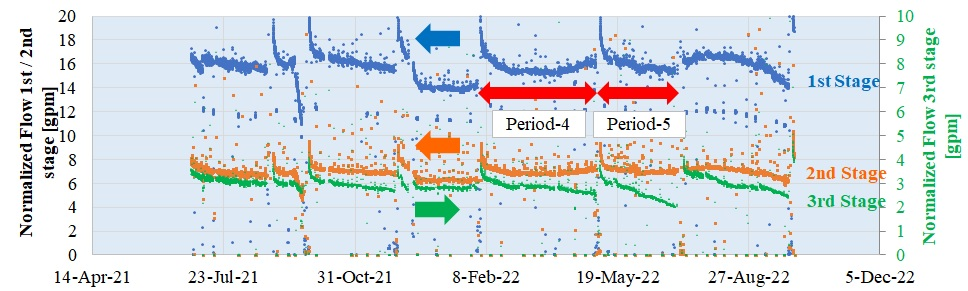 Normalized Flow 1st / 2nd
stage [gpm]
20
18
16
14
12
10
8
6
4
2
0
10
9
8
7
6
5
4
3
2
1
0
Normalized Flow 3rd stage
[gpm]
1st Stage
Period-4
Period-5
2nd Stage
3rd Stage
14-Apr-21
23-Jul-21
31-Oct-21
8-Feb-22
19-May-22
27-Aug-22
5-Dec-22